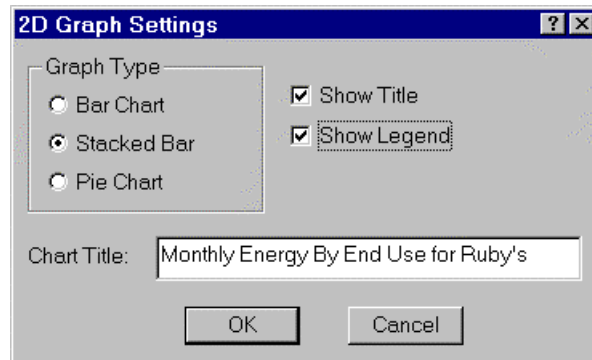 2D Graph Settings
Graph Type
Bar Chart
Stacked Bar
Pie Chart
Show Title
Show Legend
Chart Title: Monthly Energy By End Use for Ruby's
OK Cancel